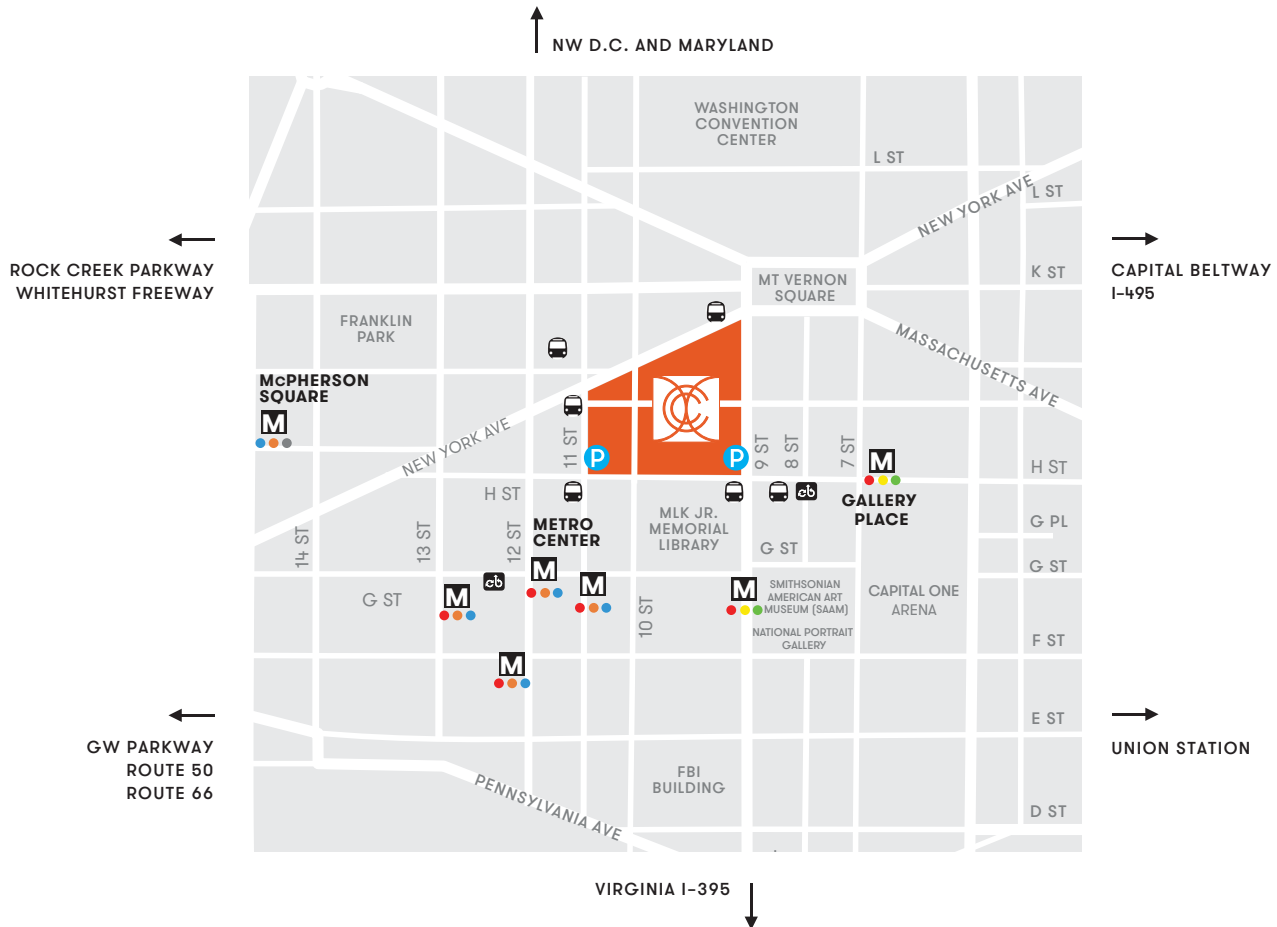 NW D.C. AND MARYLAND
WASHINGTON
CONVENTION
CENTER
L ST
NEW YORK AVE
L ST
ROCK CREEK PARKWAY
WHITEHURST FREEWAY
K ST
CAPITAL BELTWAY
I-495
MT VERNON
SQUARE
FRANKLIN
PARK
MASSACHUSETTS AVE
McPHERSON
SQUARE
M
CC
NEW YORK AVE
11 ST
P
P
9 ST
8 ST
7 ST
M
H ST
GALLERY
PLACE
H ST
cb
MLK JR.
MEMORIAL
LIBRARY
METRO
CENTER
G PL
14 ST
13 ST
12 ST
G ST
G ST
cb
M
M
M
M
SMITHSONIAN
AMERICAN ART
MUSEUM (SAAM)
CAPITAL ONE
ARENA
G ST
10 ST
NATIONAL PORTRAIT
GALLERY
F ST
M
E ST
GW PARKWAY
ROUTE 50
ROUTE 66
UNION STATION
FBI
BUILDING
PENNSYLVANIA AVE
D ST
VIRGINIA I-395